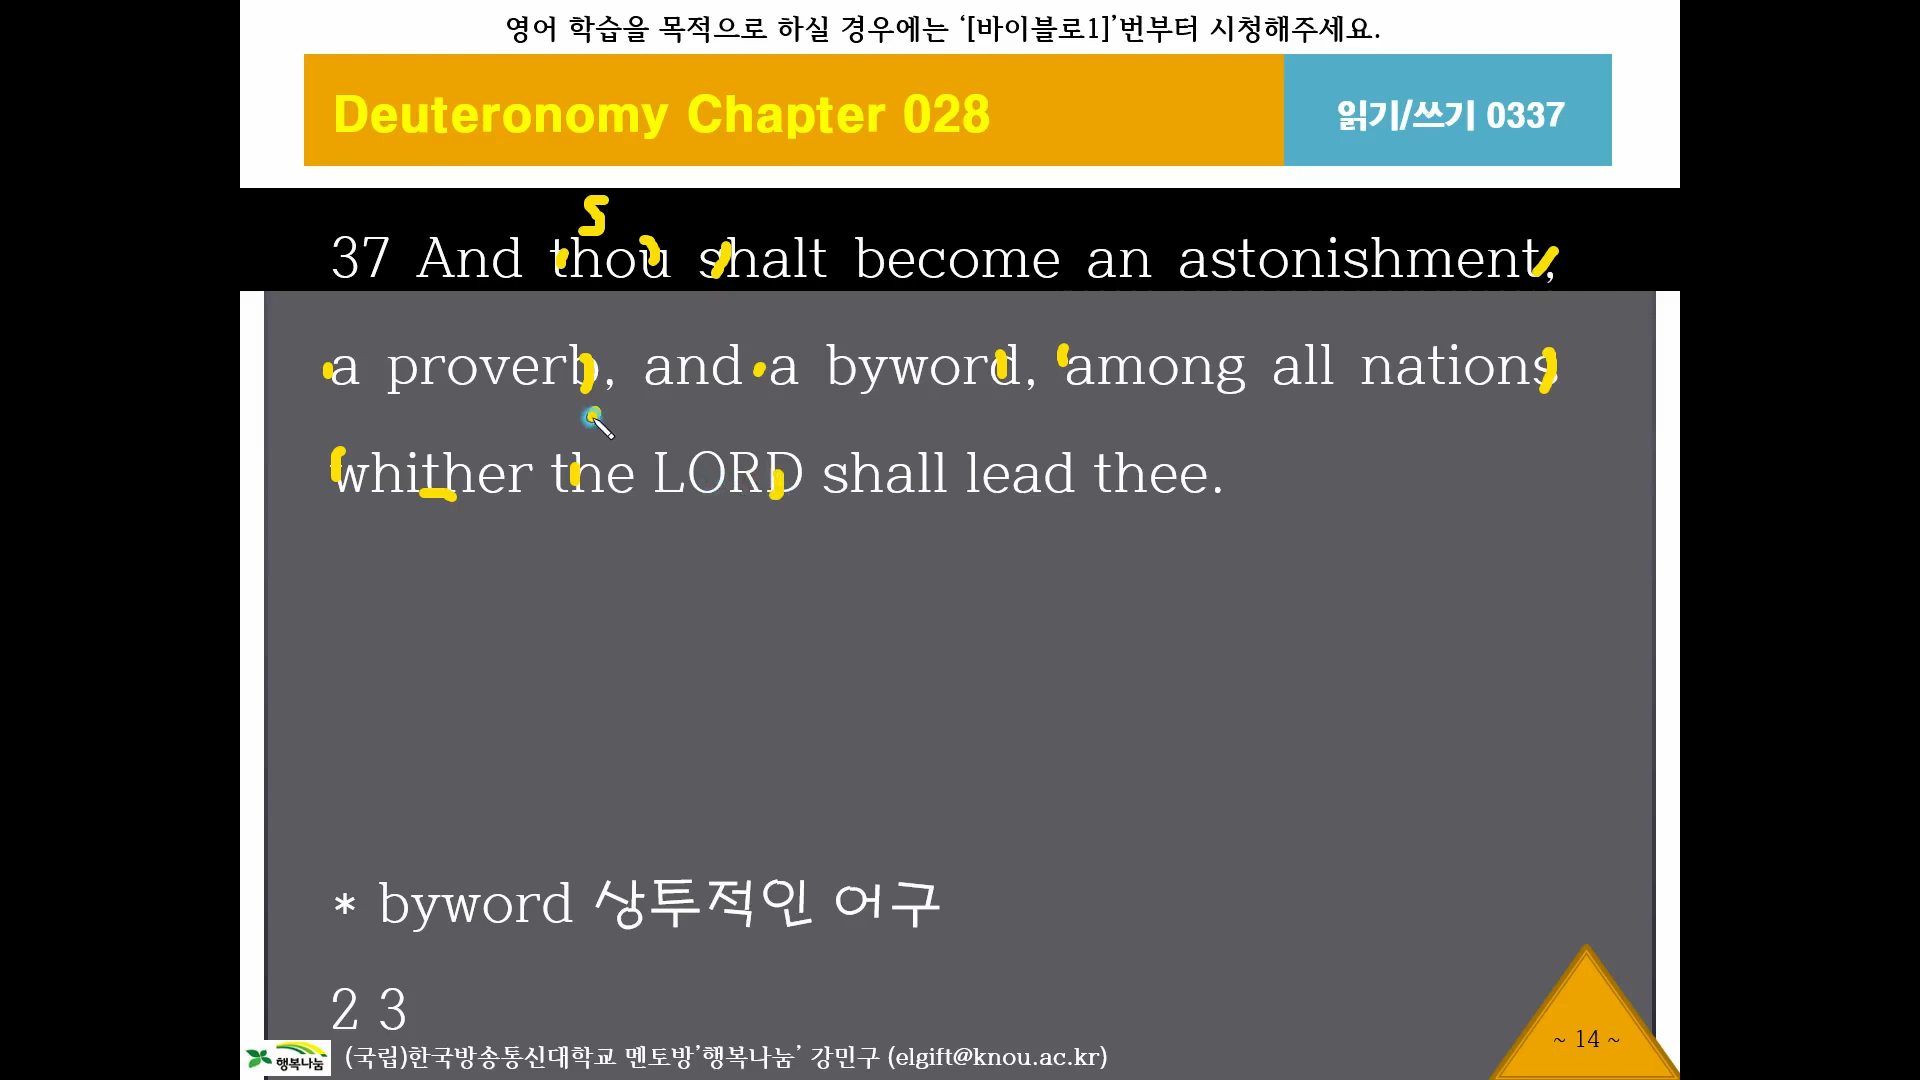 영어 학습을 목적으로 하실 경우에는 '[바이블로1]'번부터 시청해주세요.
Deuteronomy Chapter 028
읽기/쓰기 0337
S
37 And thou shalt become an astonishment,
a proverb, and a byword, among all nations
whither the LORD shall lead thee.
* byword 상투적인 어구
2 3
~ 14 ~
행복나눔 (국립)한국방송통신대학교 멘토방'행복나눔' 강민구 (elgift@knou.ac.kr)